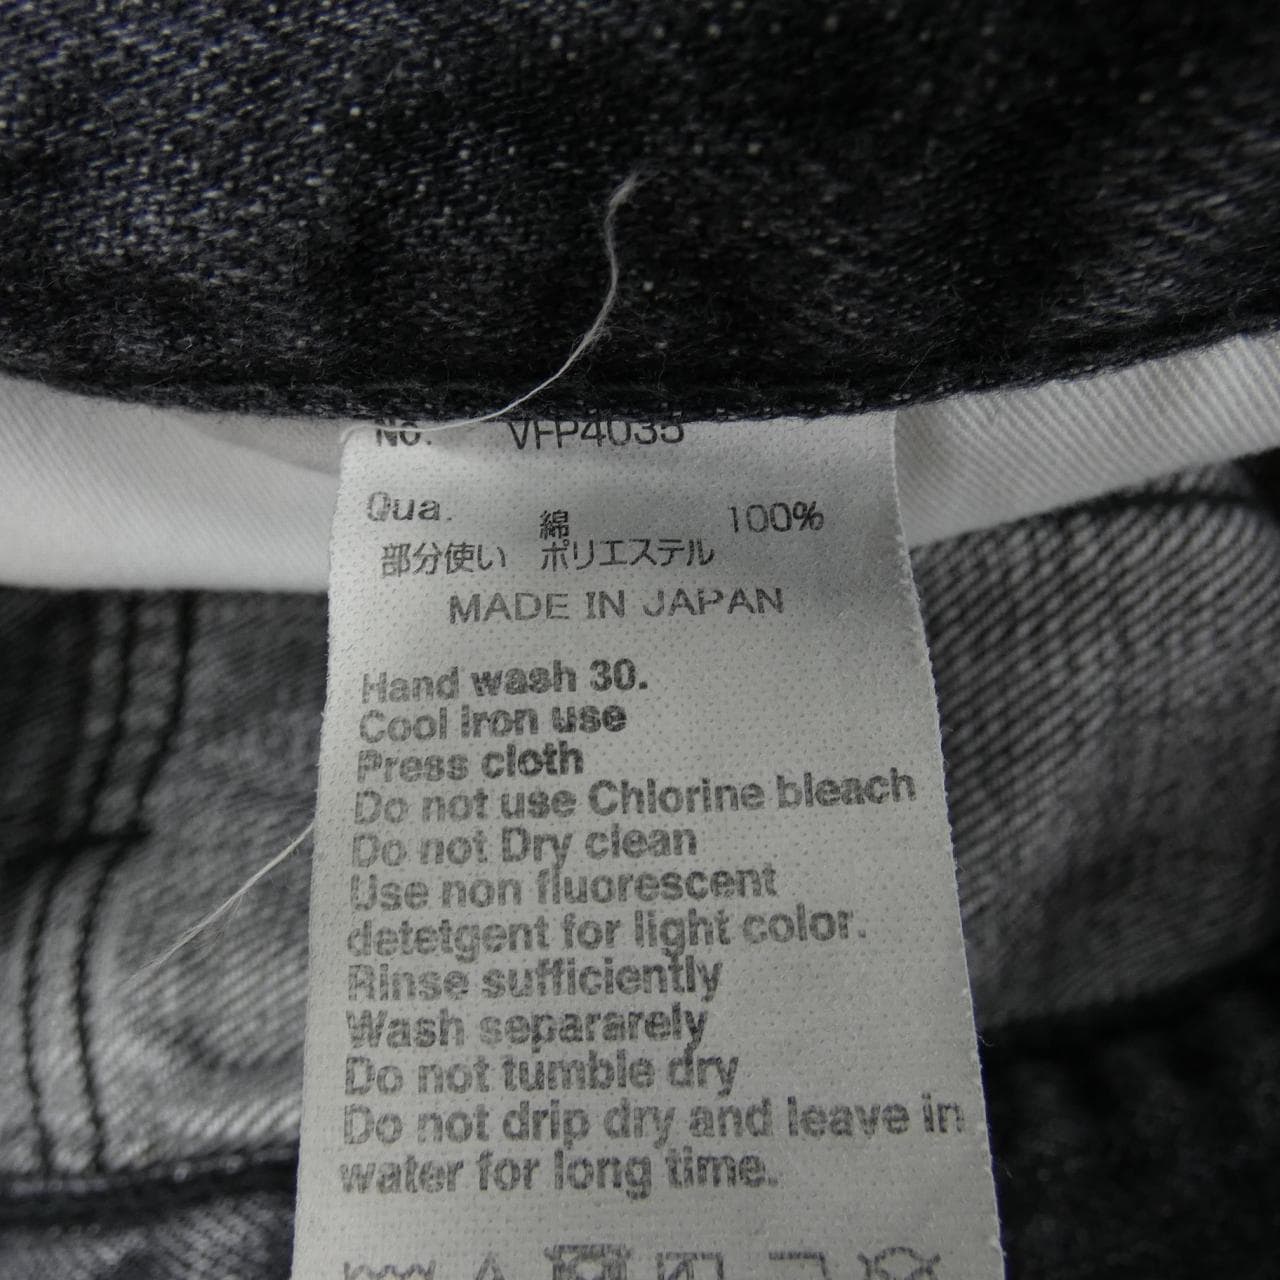 No. VFP4035
Qua. 綿 100%
部分使い ポリエステル
MADE IN JAPAN
Hand wash 30.
Cool iron use
Press cloth
Do not use Chlorine bleach
Do not Dry clean
Use non fluorescent
detetgent for light color.
Rinse sufficiently
Wash separarely
Do not tumble dry
Do not drip dry and leave in
water for long time.